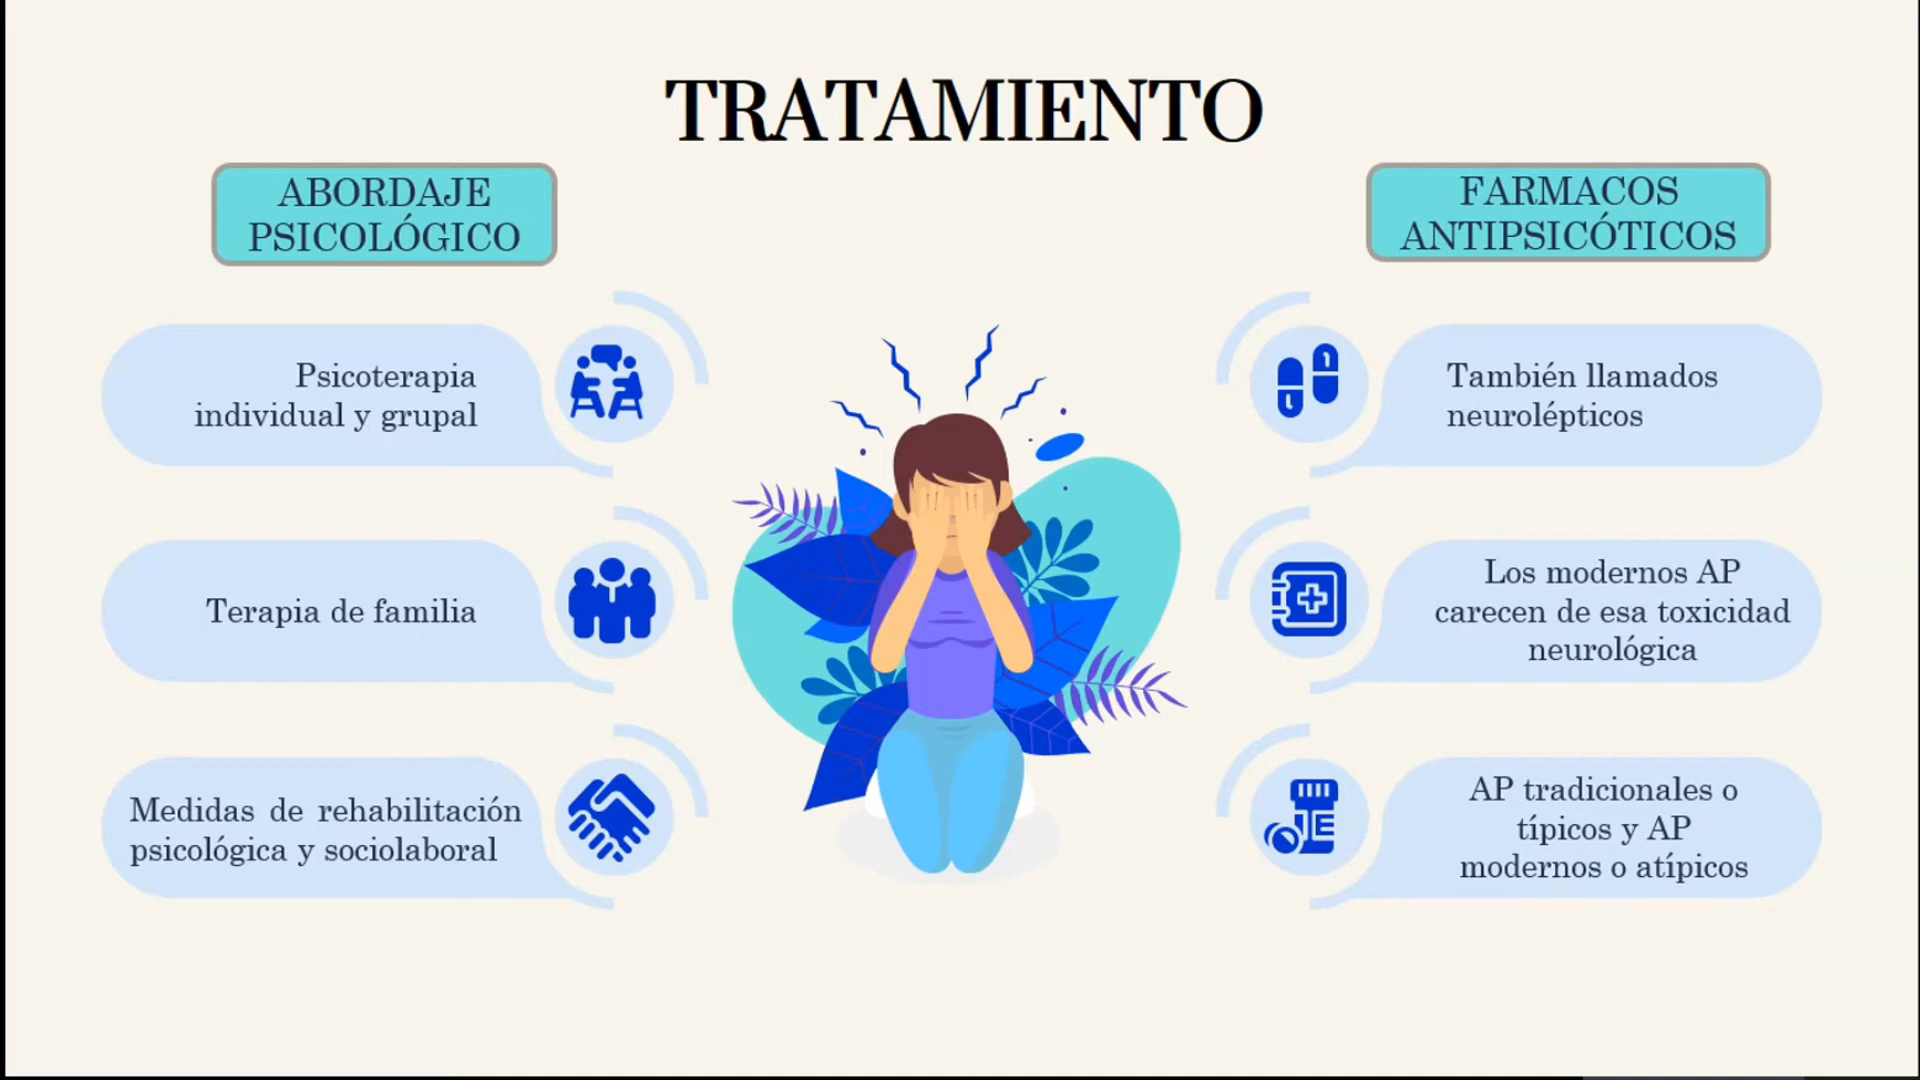 TRATAMIENTO
ABORDAJE
PSICOLÓGICO
Psicoterapia
individual y grupal
Terapia de familia
Medidas de rehabilitación
psicológica y sociolaboral
FARMACOS
ANTIPSICÓTICOS
También llamados
neurolépticos
Los modernos AP
carecen de esa toxicidad
neurológica
AP tradicionales o
típicos y AP
modernos o atípicos